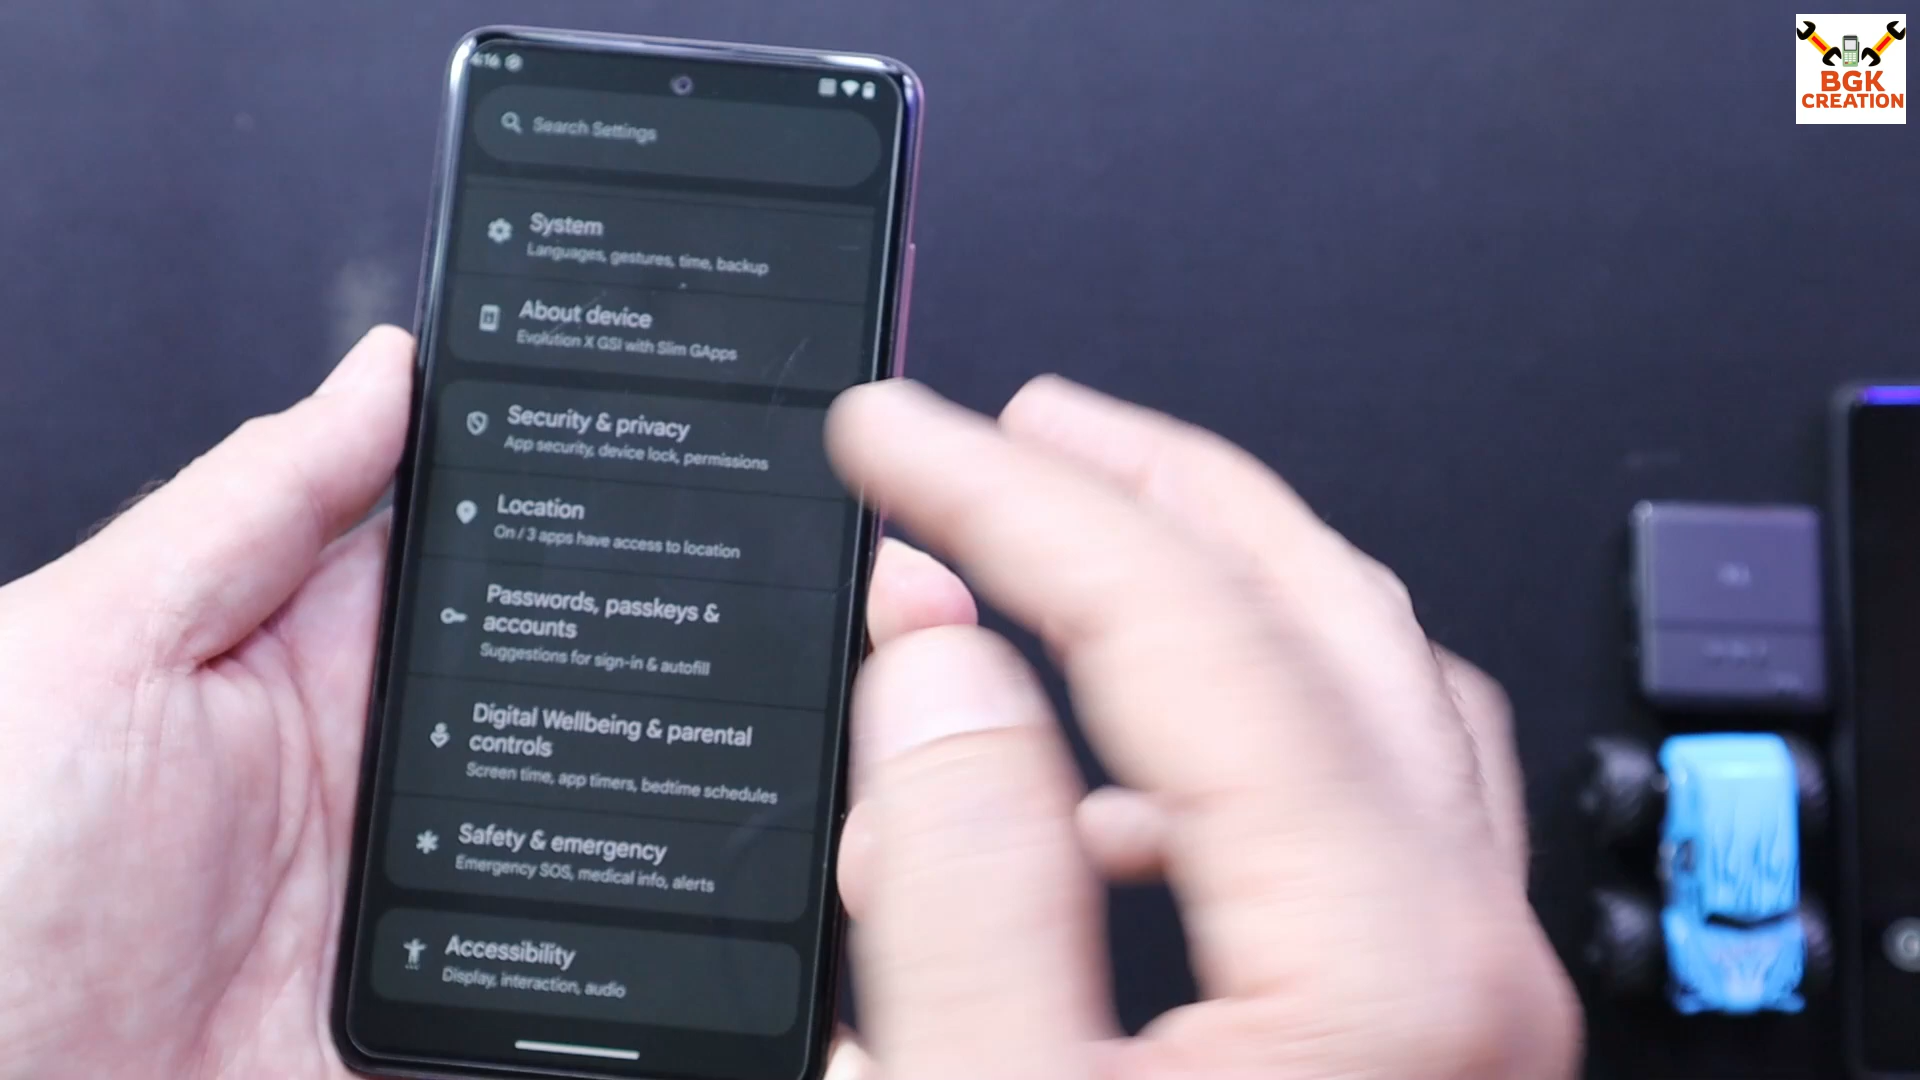 4:16
Search Settings
System
Languages, gestures, time, backup
About device
Evolution X GSI with Slim GApps
Security & privacy
App security, device lock, permissions
Location
On / 3 apps have access to location
Passwords, passkeys &
accounts
Suggestions for sign-in & autofill
Digital Wellbeing & parental
controls
Screen time, app timers, bedtime schedules
Safety & emergency
Emergency SOS, medical info, alerts
Accessibility
Display, interaction, audio
BGK
CREATION